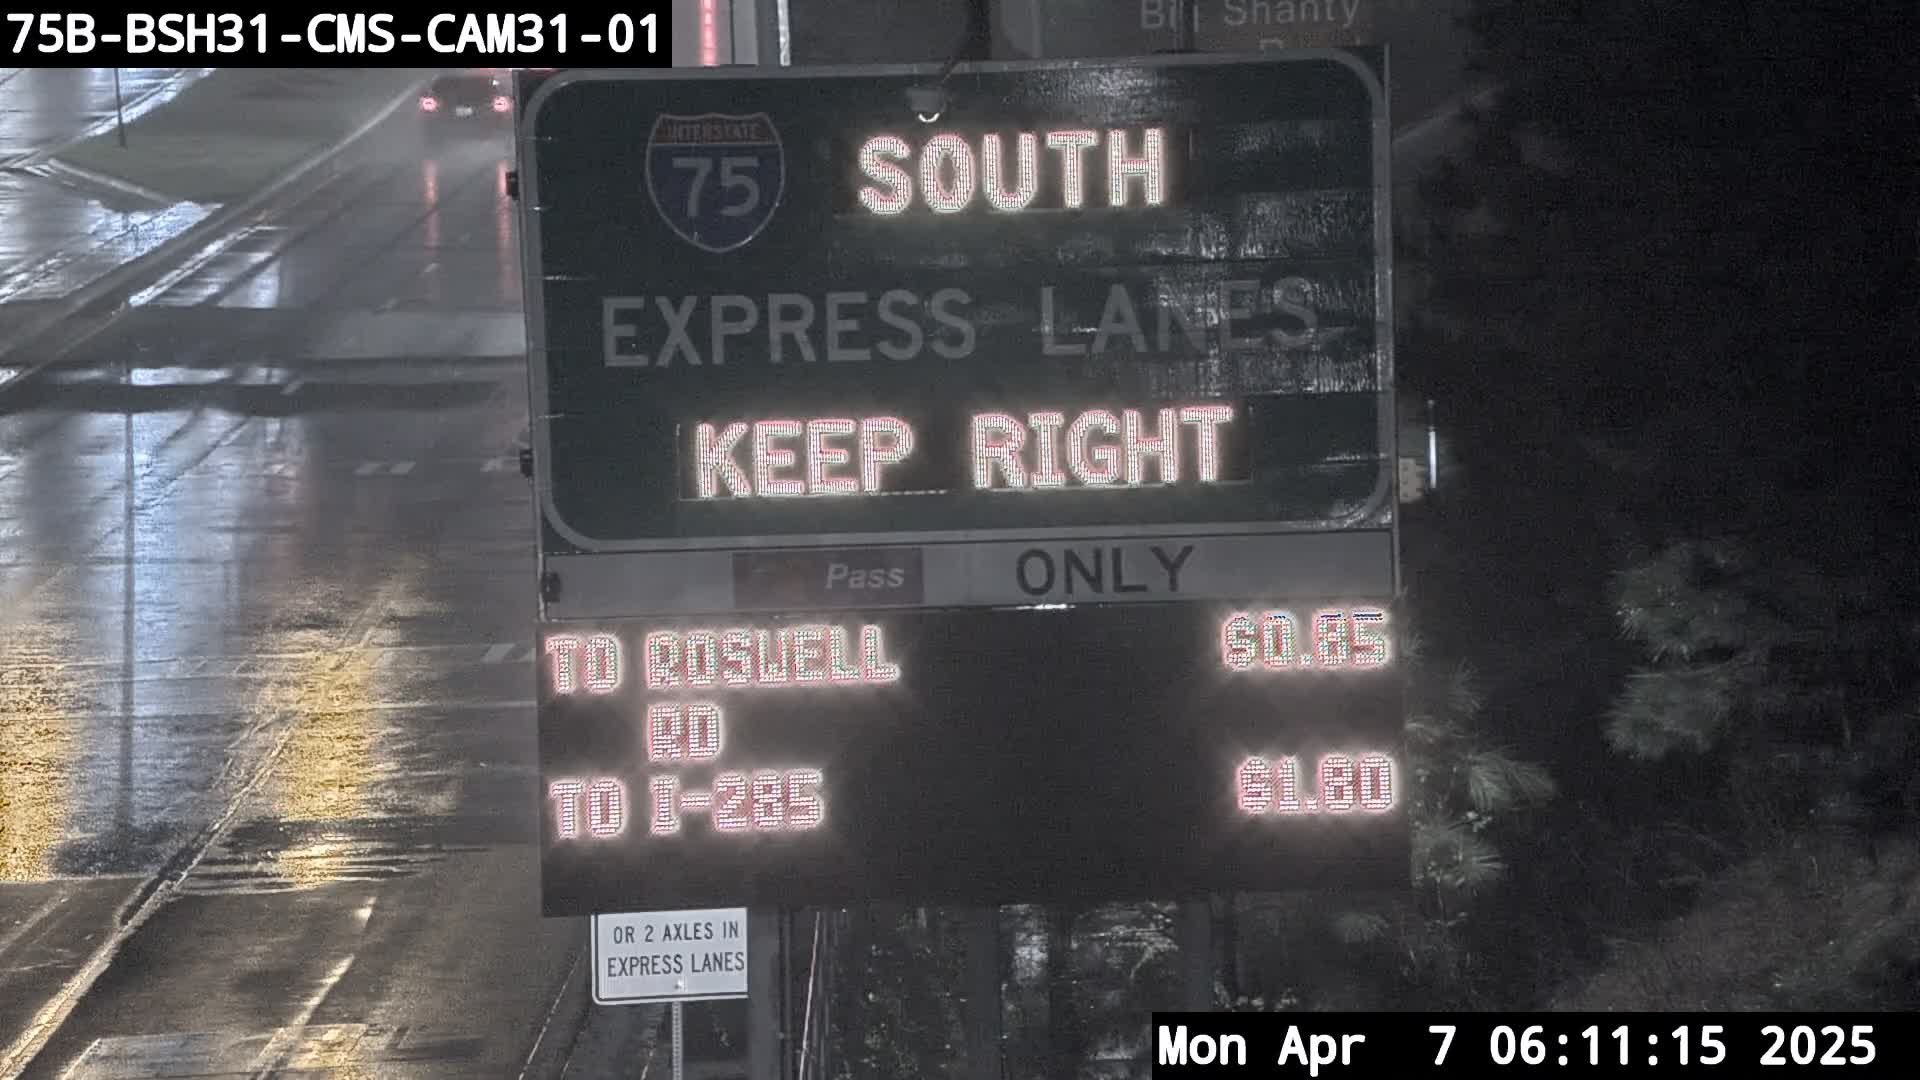 75B-BSH31-CMS-CAM31-01
Shanty
INTERSTATE
75
SOUTH
EXPRESS LANES
KEEP RIGHT
Pass ONLY
TO ROSWELL $0.85
RD
TO I-285 $1.80
OR 2 AXLES IN
EXPRESS LANES
Mon Apr 7 06:11:15 2025